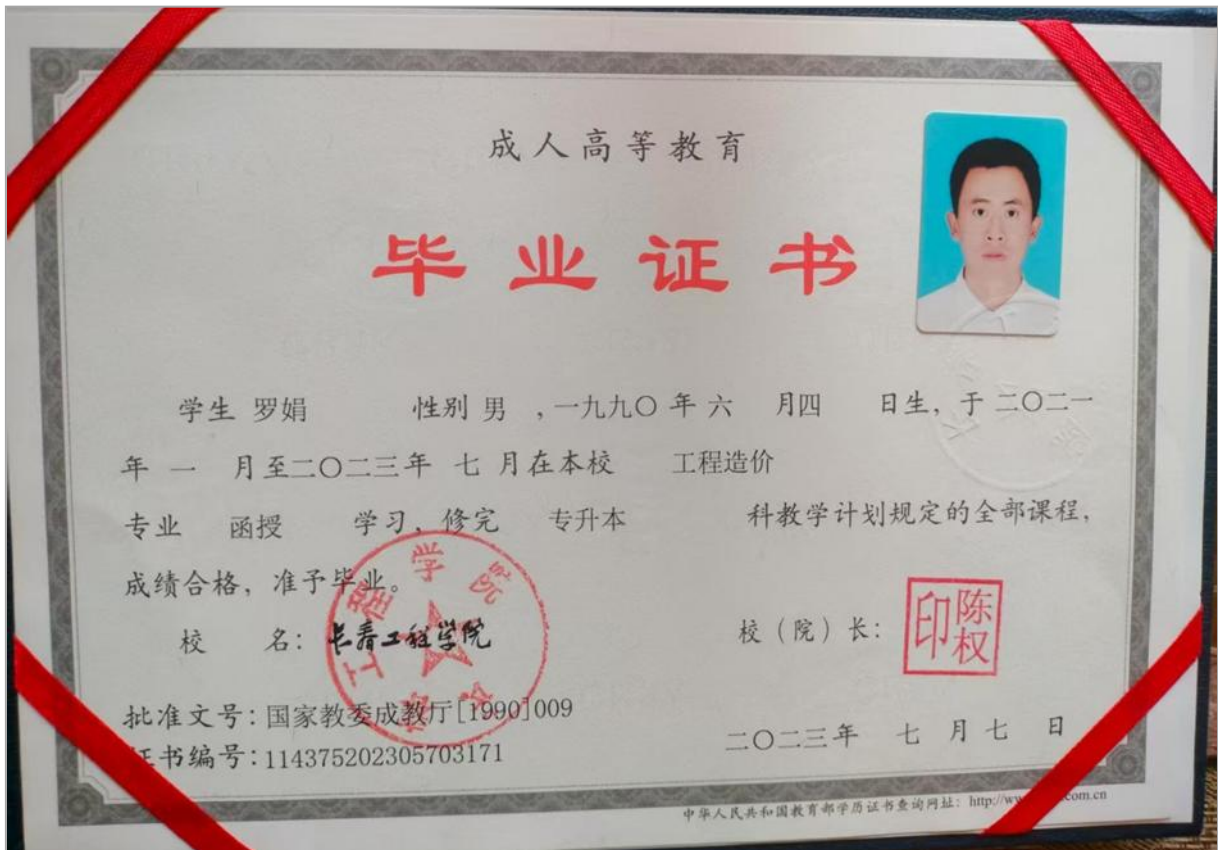 成人高等教育
毕业证书
学生 罗娟 性别 男 ，一九九〇 年 六 月四 日生，于 二〇二一
年 一 月至二〇二三年 七 月在本校 工程造价
专业 函授 学习，修完 专升本 科教学计划规定的全部课程，
成绩合格，准予毕业。
校 名：长春工程学院
校（院）长：
陈权印
批准文号：国家教委成教厅[1990]009
证书编号：114375202305703171
二〇二三年 七 月 七 日
中华人民共和国教育部学历证书查询网址：http://ww com.cn